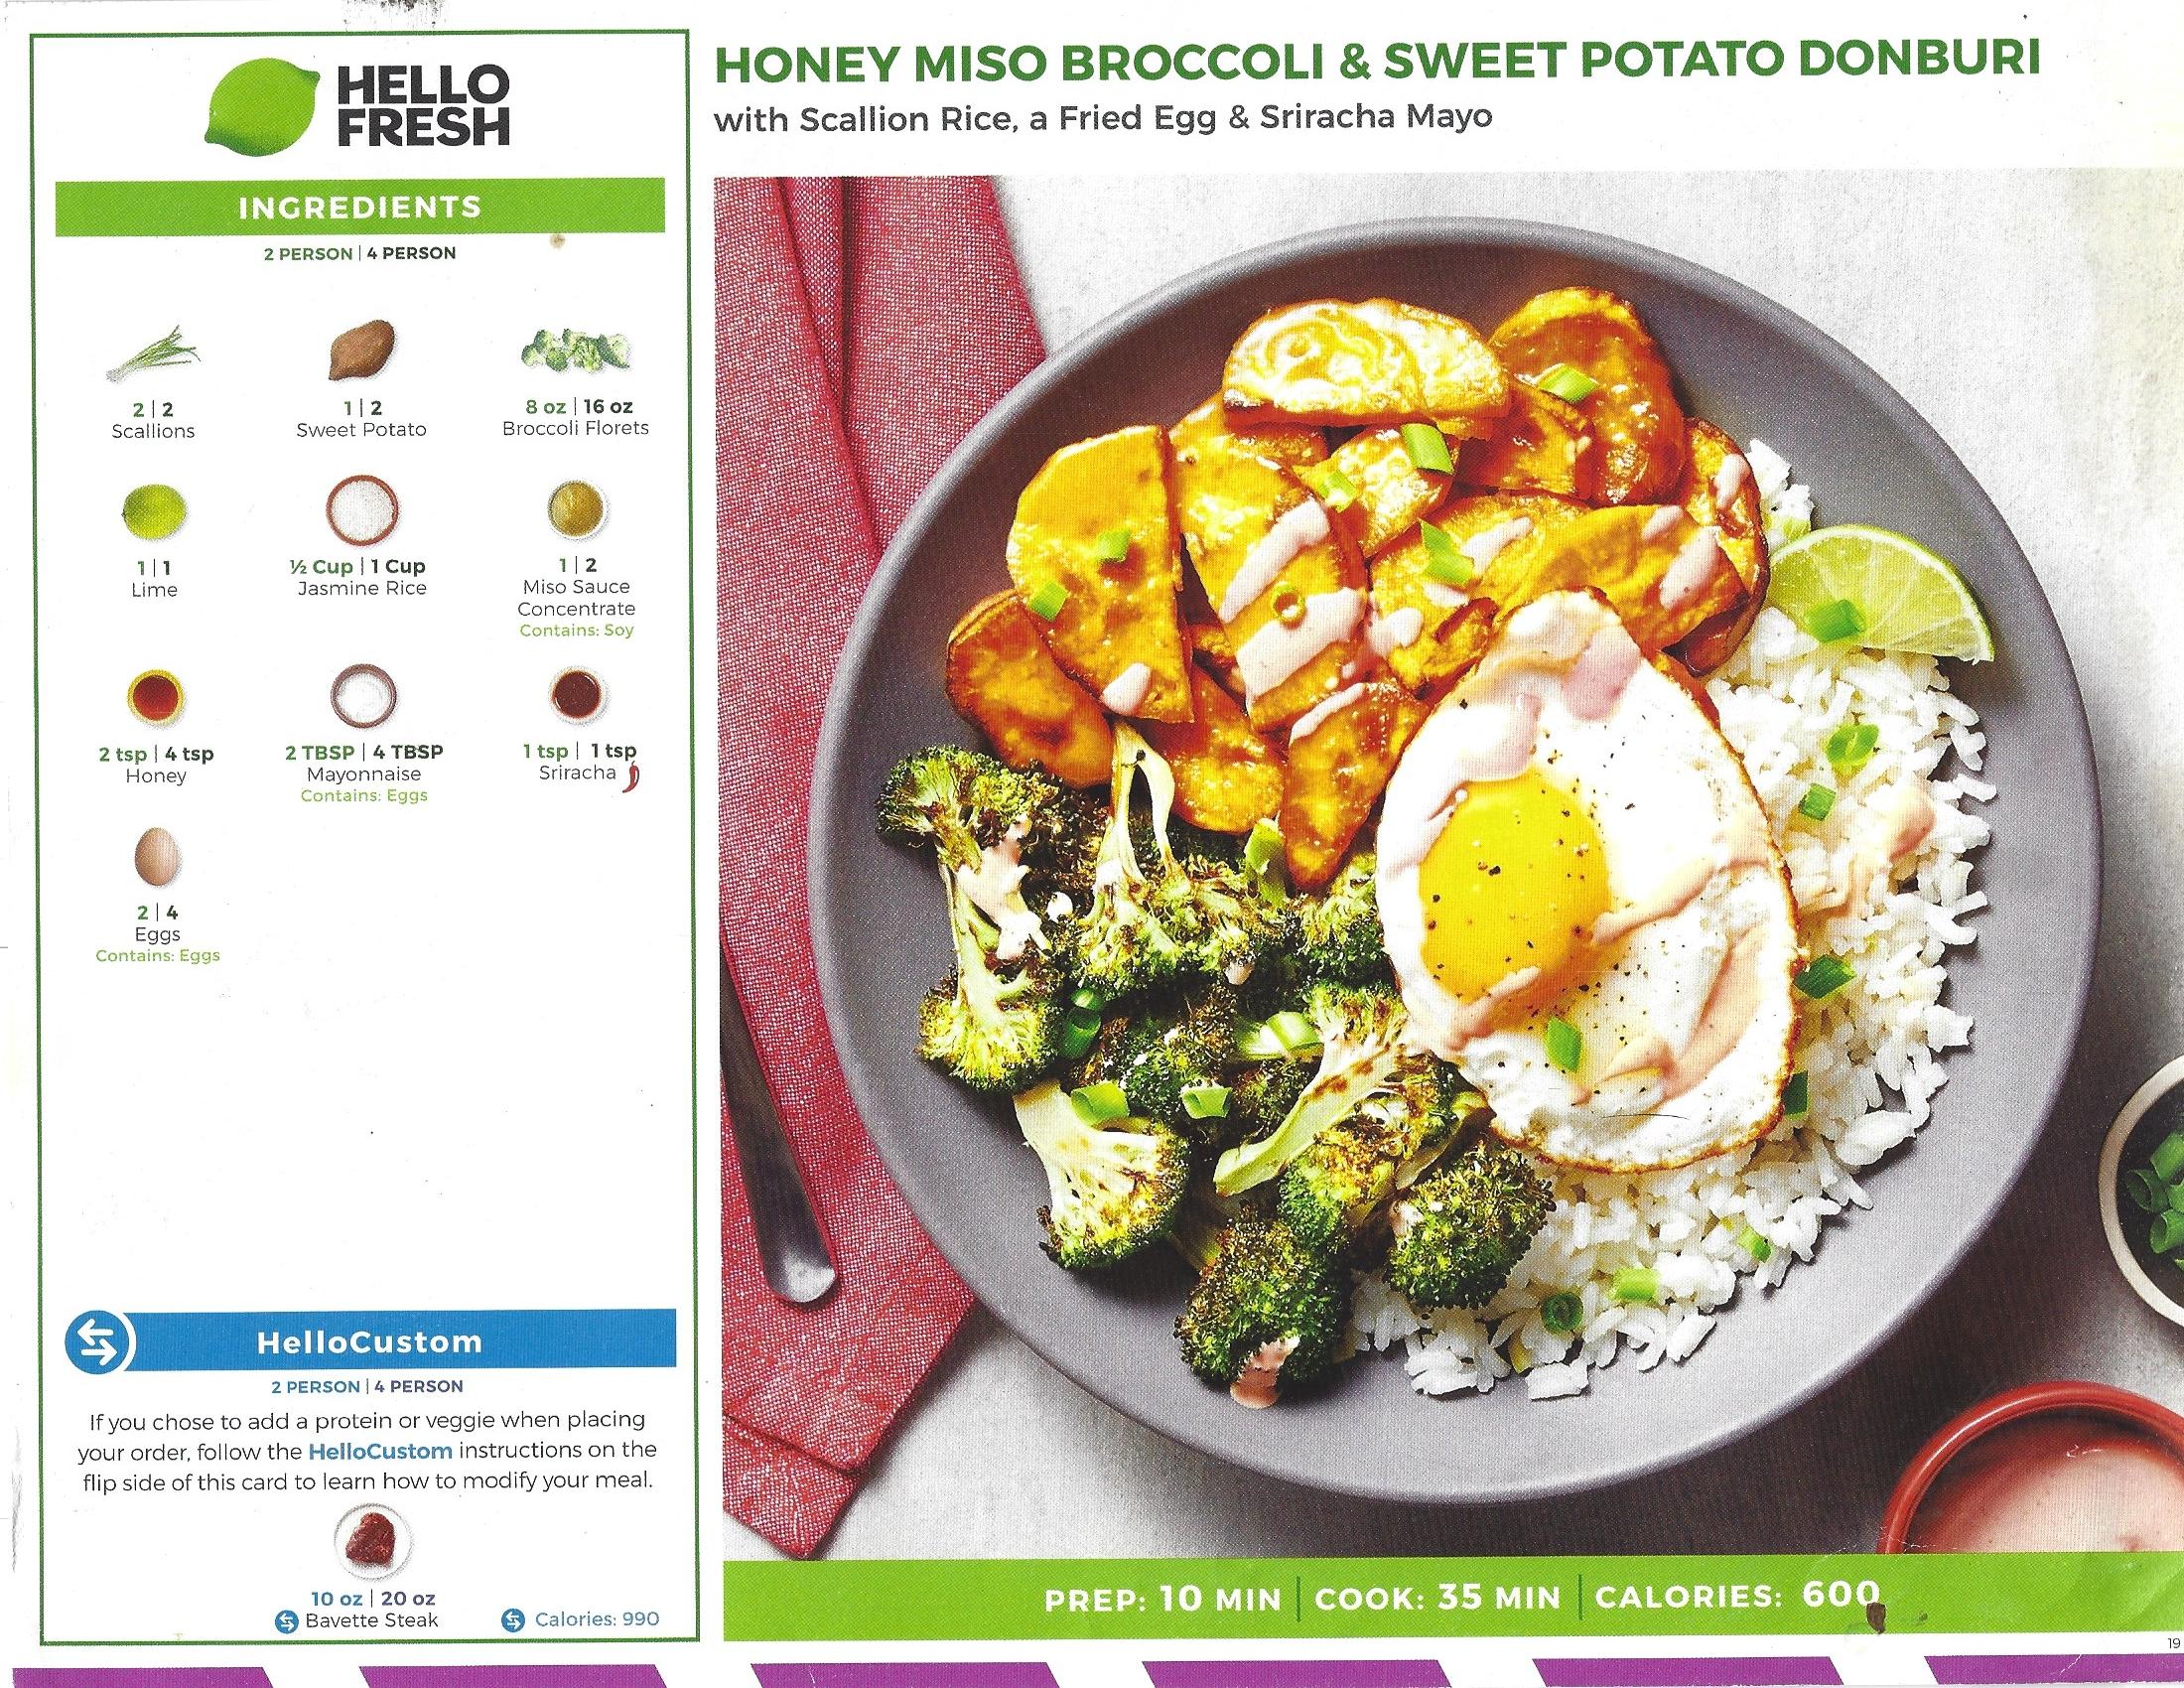 HELLO
FRESH
INGREDIENTS
2 PERSON | 4 PERSON
2 | 2
Scallions
1 | 2
Sweet Potato
8 oz | 16 oz
Broccoli Florets
1 | 1
Lime
½ Cup | 1 Cup
Jasmine Rice
1 | 2
Miso Sauce
Concentrate
Contains: Soy
2 tsp | 4 tsp
Honey
2 TBSP | 4 TBSP
Mayonnaise
Contains: Eggs
1 tsp | 1 tsp
Sriracha
2 | 4
Eggs
Contains: Eggs
HelloCustom
2 PERSON | 4 PERSON
If you chose to add a protein or veggie when placing
your order, follow the HelloCustom instructions on the
flip side of this card to learn how to modify your meal.
10 oz | 20 oz
Bavette Steak
Calories: 990
HONEY MISO BROCCOLI & SWEET POTATO DONBURI
with Scallion Rice, a Fried Egg & Sriracha Mayo
PREP: 10 MIN | COOK: 35 MIN | CALORIES: 600
19